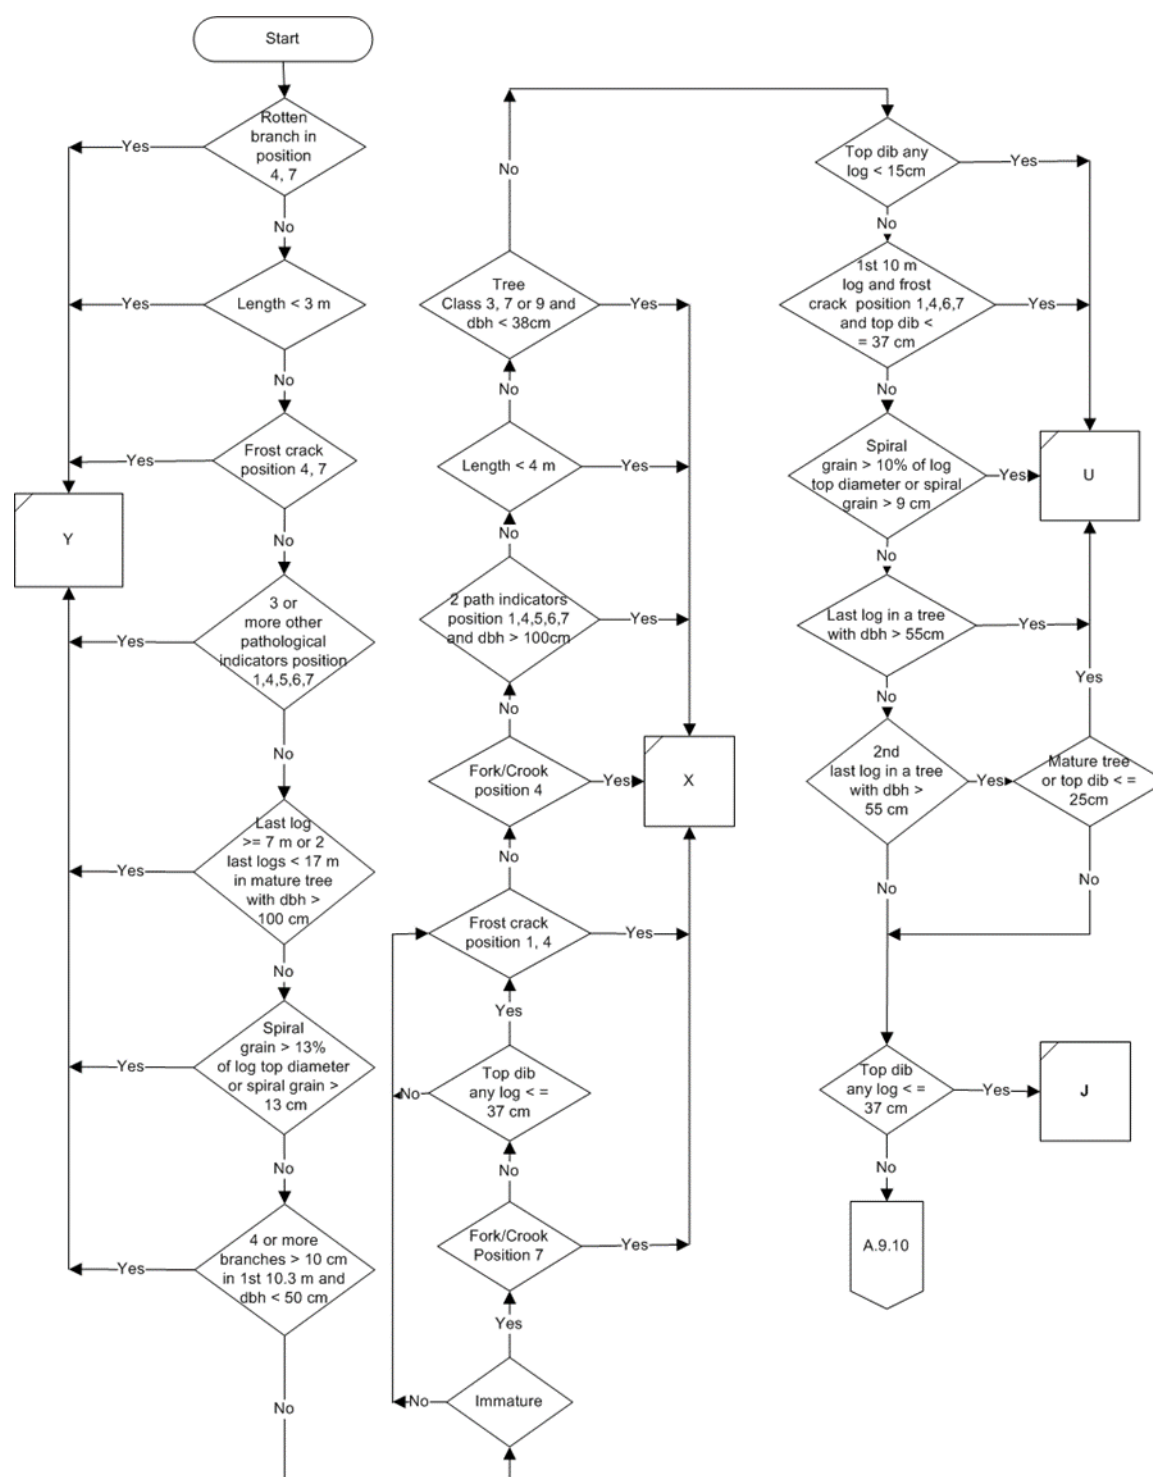 Start
Rotten
branch in
position
4, 7
Yes
No
Length < 3 m
Yes
No
Frost crack
position 4, 7
Yes
No
Y
3 or
more other
pathological
indicators position
1,4,5,6,7
Yes
No
Last log
>= 7 m or 2
last logs < 17 m
in mature tree
with dbh >
100 cm
Yes
No
Spiral
grain > 13%
of log top diameter
or spiral grain >
13 cm
Yes
No
4 or more
branches > 10 cm
in 1st 10.3 m and
dbh < 50 cm
Yes
No
No
Tree
Class 3, 7 or 9 and
dbh < 38cm
Yes
No
Length < 4 m
Yes
No
2 path indicators
position 1,4,5,6,7
and dbh > 100cm
Yes
No
Fork/Crook
position 4
Yes
X
No
Frost crack
position 1, 4
Yes
Yes
Top dib
any log < =
37 cm
No
No
Fork/Crook
Position 7
Yes
Yes
Immature
No
Top dib any
log < 15cm
Yes
No
1st 10 m
log and frost
crack position 1,4,6,7
and top dib <
= 37 cm
Yes
No
Spiral
grain > 10% of log
top diameter or spiral
grain > 9 cm
Yes
U
No
Last log in a tree
with dbh > 55cm
Yes
No
Yes
2nd
last log in a tree
with dbh >
55 cm
Yes
Mature tree
or top dib < =
25cm
No
No
Top dib
any log < =
37 cm
Yes
J
No
A.9.10